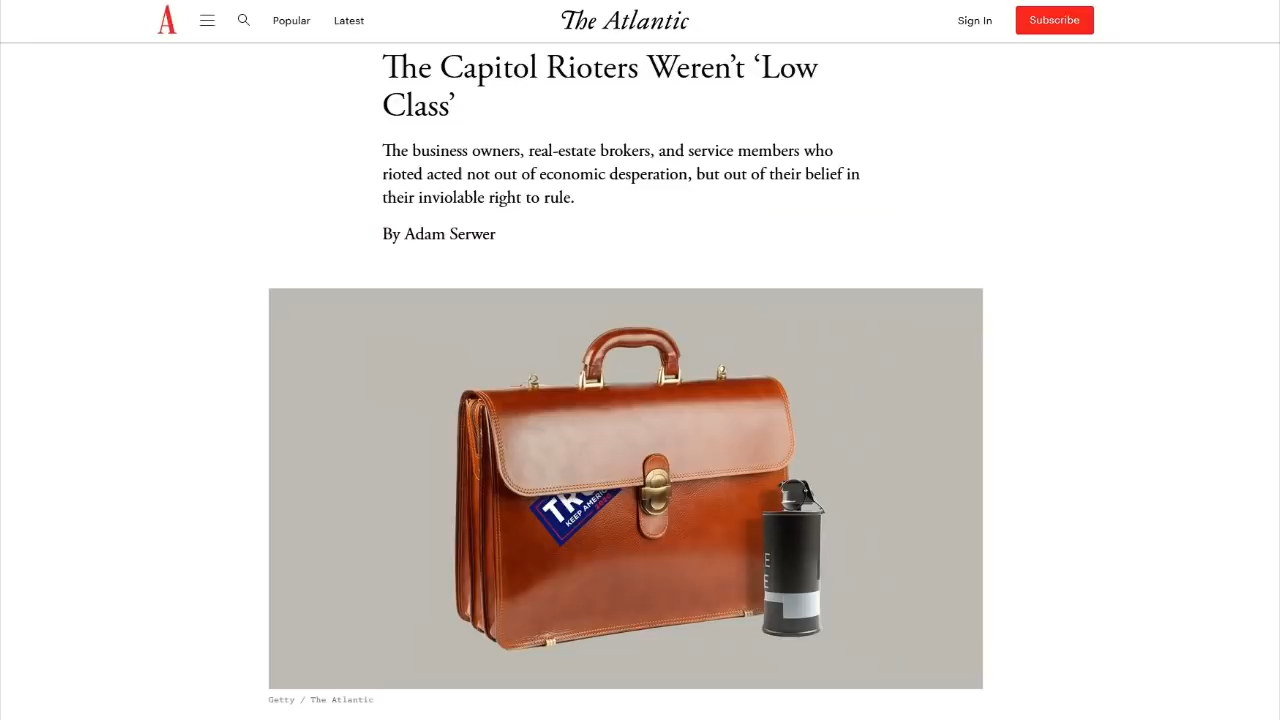 A
Popular
Latest
The Atlantic
Sign In
Subscribe
The Capitol Rioters Weren't ‘Low
Class’
The business owners, real-estate brokers, and service members who
rioted acted not out of economic desperation, but out of their belief in
their inviolable right to rule.
By Adam Serwer
KEEP AMERIC
Getty / The Atlantic